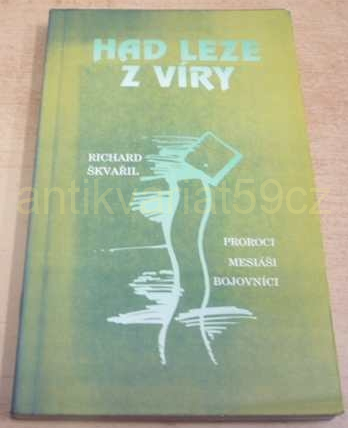 HAD LEZE
Z VÍRY
RICHARD
ŠKVAŘIL
antikvariat59cz
PROROCI
MESIÁŠI
BOJOVNÍCI